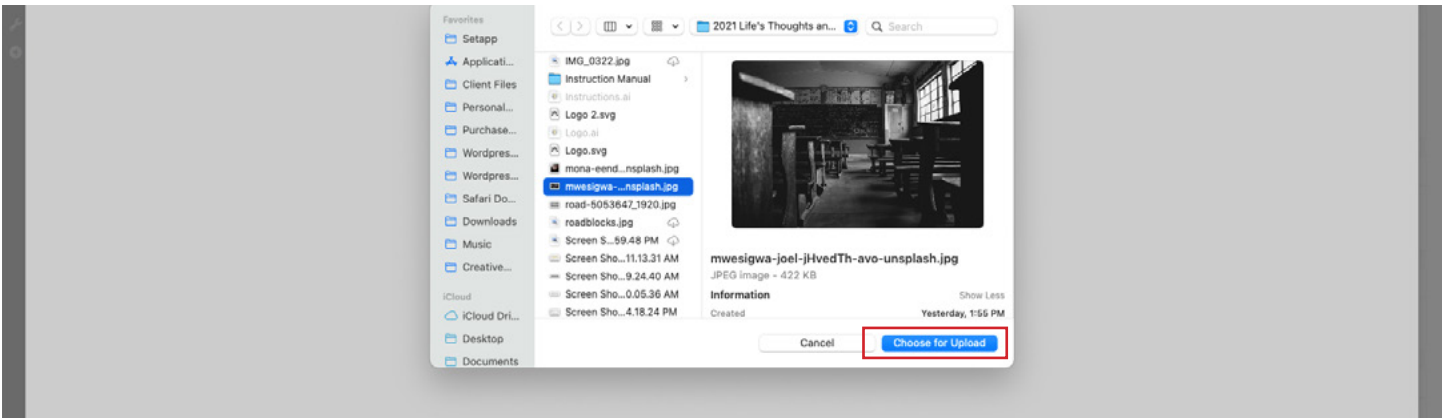 Favorites
Setapp
Applicati...
Client Files
Personal...
Purchase...
Wordpres...
Wordpres...
Safari Do...
Downloads
Music
Creative...
iCloud
iCloud Dri...
Desktop
Documents
2021 Life's Thoughts an...
Search
IMG_0322.jpg
Instruction Manual
Instructions.ai
Logo 2.svg
Logo.ai
Logo.svg
mona-eend...nsplash.jpg
mwesigwa-...nsplash.jpg
road-5053647_1920.jpg
roadblocks.jpg
Screen S...59.48 PM
Screen Sho...11.13.31 AM
Screen Sho...9.24.40 AM
Screen Sho...0.05.36 AM
Screen Sho...4.18.24 PM
mwesigwa-joel-jHvedTh-avo-unsplash.jpg
JPEG image - 422 KB
Information Show Less
Created Yesterday, 1:55 PM
Cancel Choose for Upload